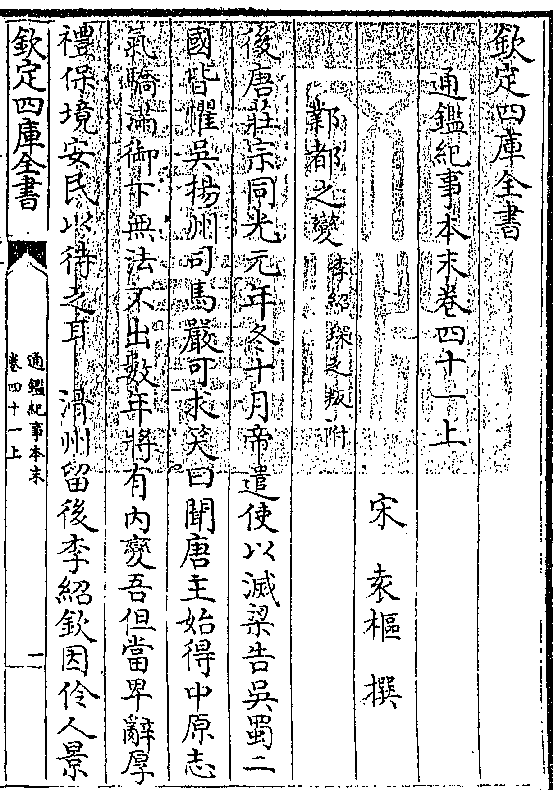 欽定四庫全書
通鑑紀事本末卷四十一上
宋 袁樞 撰
鄴都之變 李紹琛之叛附
後唐莊宗同光元年冬十月帝遣使以滅梁告吳蜀二
國皆懼吳揚州司馬嚴可求笑曰聞唐主始得中原志
氣驕滿御下無法不出數年將有內變吾但當卑辭厚
禮保境安民以待之耳 滑州留後李紹欽因伶人景
欽定四庫全書
通鑑紀事本末
卷四十一上
一